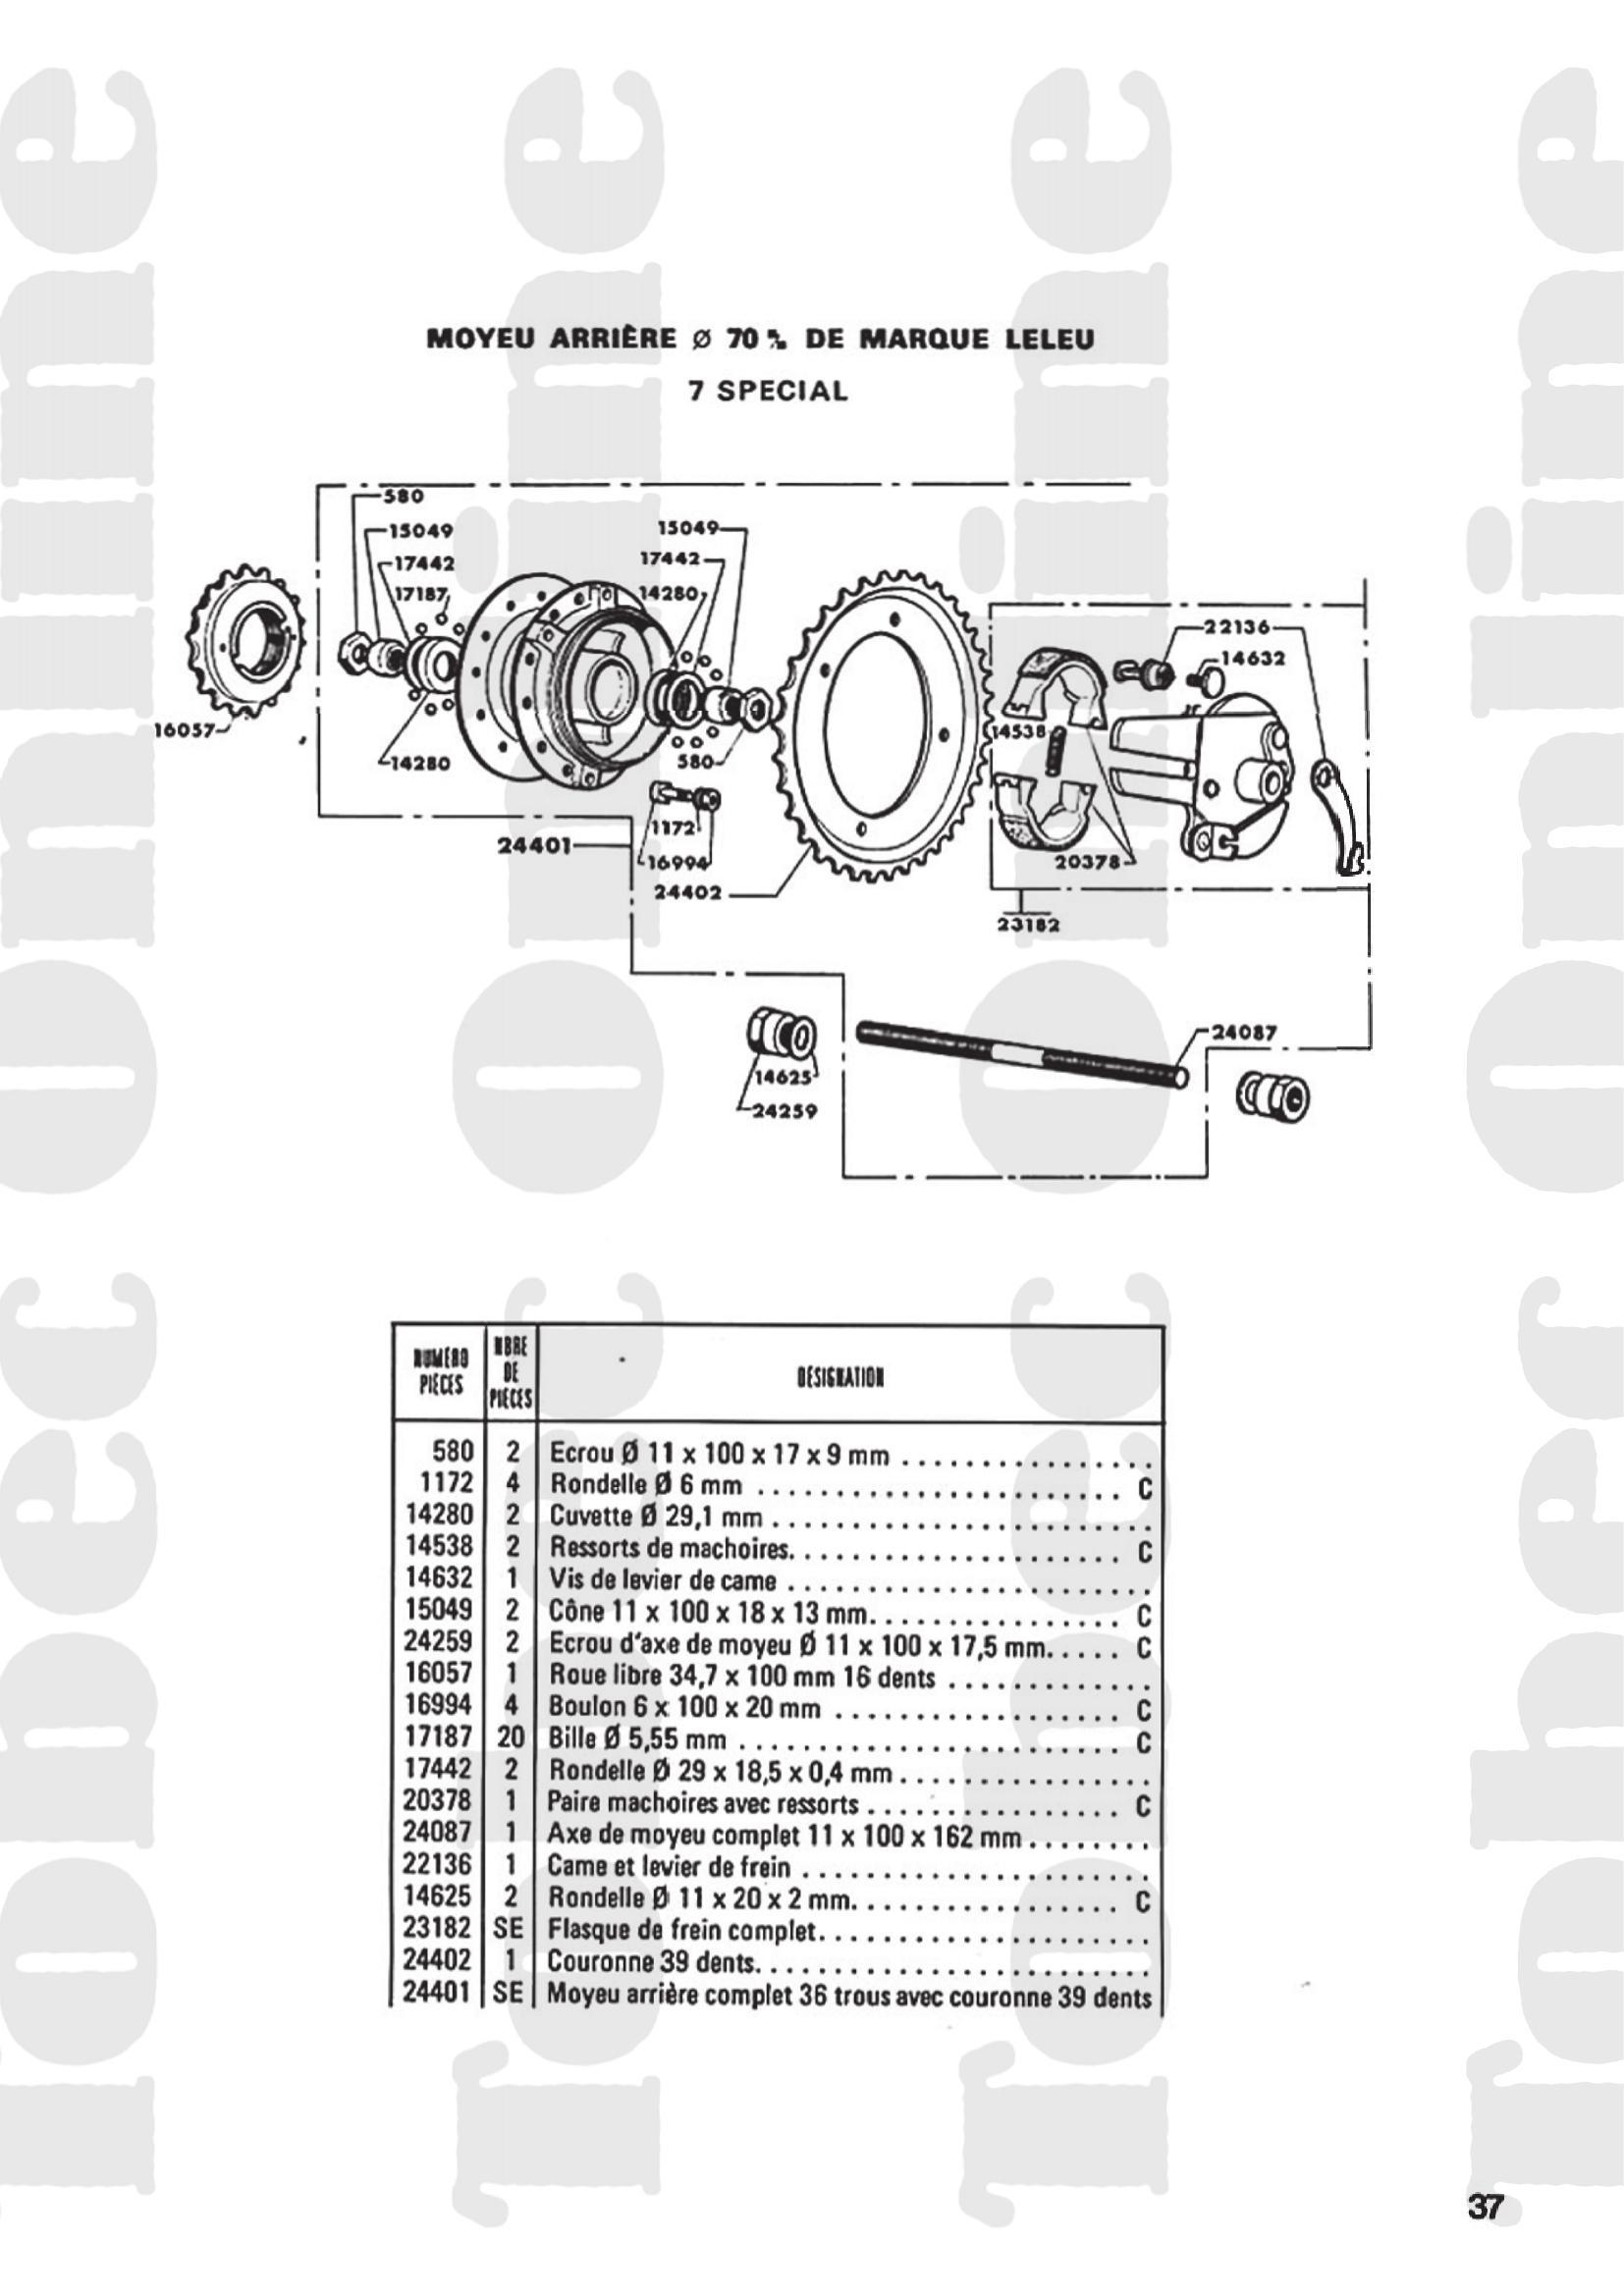 MOYEU ARRIÈRE ø 70 % DE MARQUE LELEU
7 SPECIAL
580
15049
17442
17187
15049
17442
14280
22136
14632
16057
14280
580
14538
1172
24401
16994
24402
20378
23182
24087
14625
24259
NUMÉRO PIÈCES NBRE DE PIÈCES DÉSIGNATION
580 2 Ecrou Ø 11 x 100 x 17 x 9 mm
1172 4 Rondelle Ø 6 mm C
14280 2 Cuvette Ø 29,1 mm
14538 2 Ressorts de machoires. C
14632 1 Vis de levier de came
15049 2 Cône 11 x 100 x 18 x 13 mm. C
24259 2 Ecrou d'axe de moyeu Ø 11 x 100 x 17,5 mm. C
16057 1 Roue libre 34,7 x 100 mm 16 dents
16994 4 Boulon 6 x 100 x 20 mm C
17187 20 Bille Ø 5,55 mm C
17442 2 Rondelle Ø 29 x 18,5 x 0,4 mm
20378 1 Paire machoires avec ressorts C
24087 1 Axe de moyeu complet 11 x 100 x 162 mm
22136 1 Came et levier de frein
14625 2 Rondelle Ø 11 x 20 x 2 mm. C
23182 SE Flasque de frein complet.
24402 1 Couronne 39 dents.
24401 SE Moyeu arrière complet 36 trous avec couronne 39 dents
37